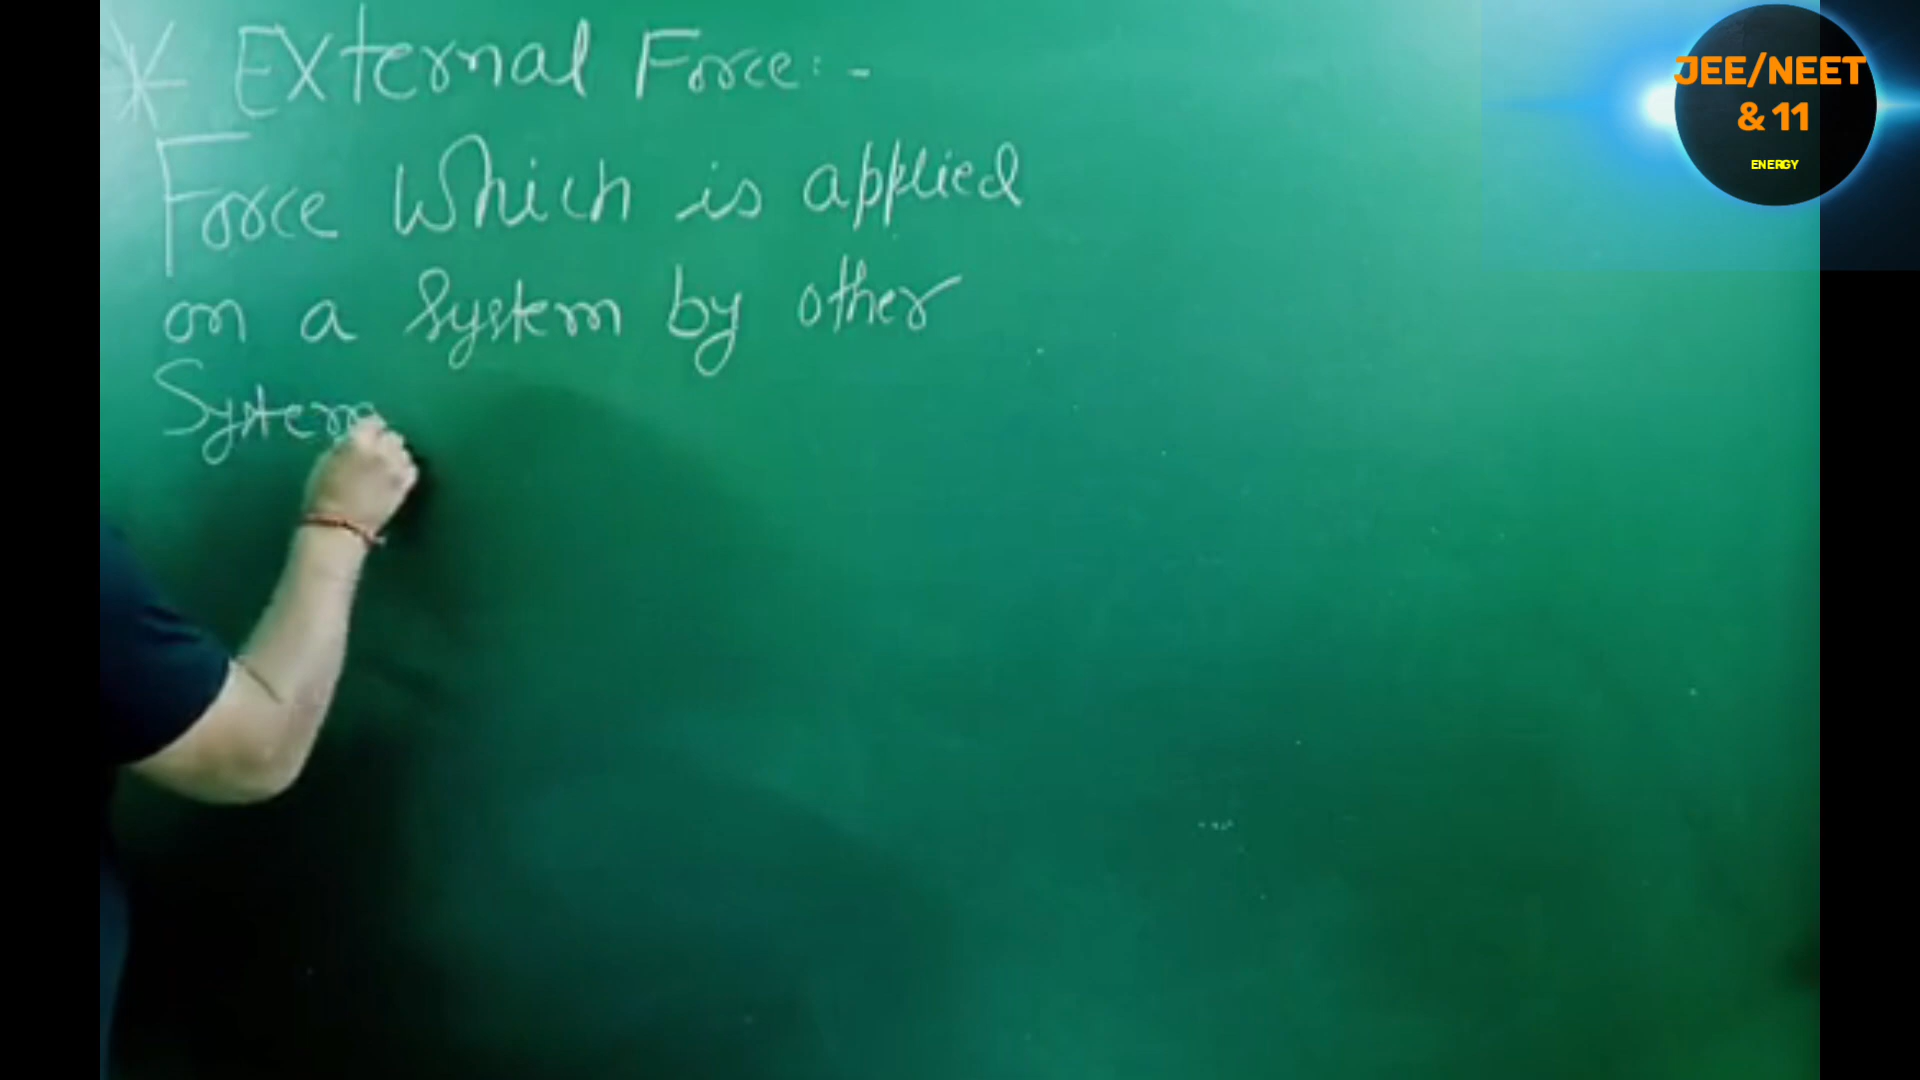 * External Force:-
Force which is applied
on a system by other
System
JEE/NEET
& 11
ENERGY